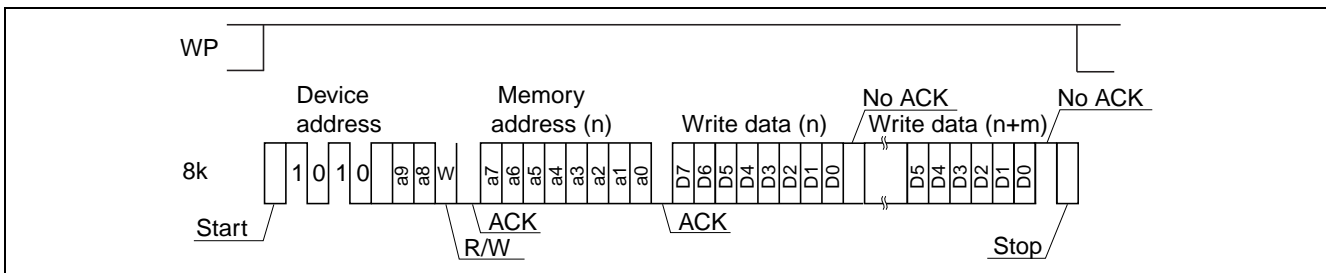 WP
Device address
Memory address (n)
Write data (n)
No ACK
Write data (n+m)
No ACK
8k
1 0 1 0 a9 a8 W a7 a6 a5 a4 a3 a2 a1 a0 D7 D6 D5 D4 D3 D2 D1 D0 D5 D4 D3 D2 D1 D0
Start
ACK
R/W
ACK
Stop